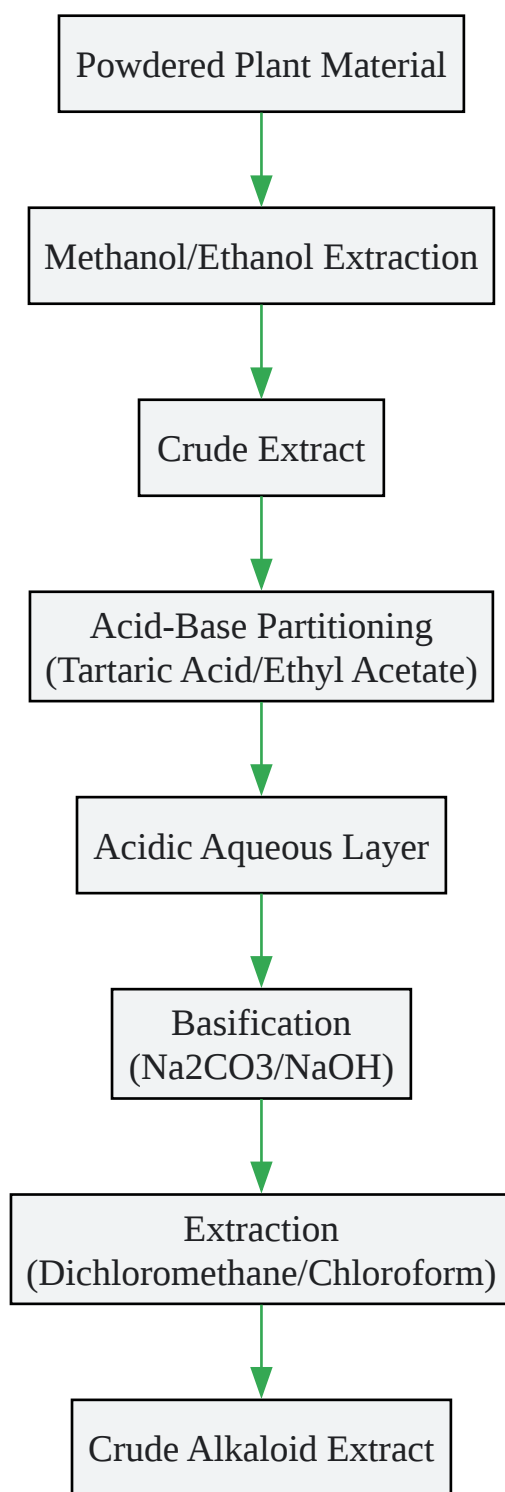 Powdered Plant Material
Methanol/Ethanol Extraction
Crude Extract
Acid-Base Partitioning
(Tartaric Acid/Ethyl Acetate)
Acidic Aqueous Layer
Basification
(Na2CO3/NaOH)
Extraction
(Dichloromethane/Chloroform)
Crude Alkaloid Extract